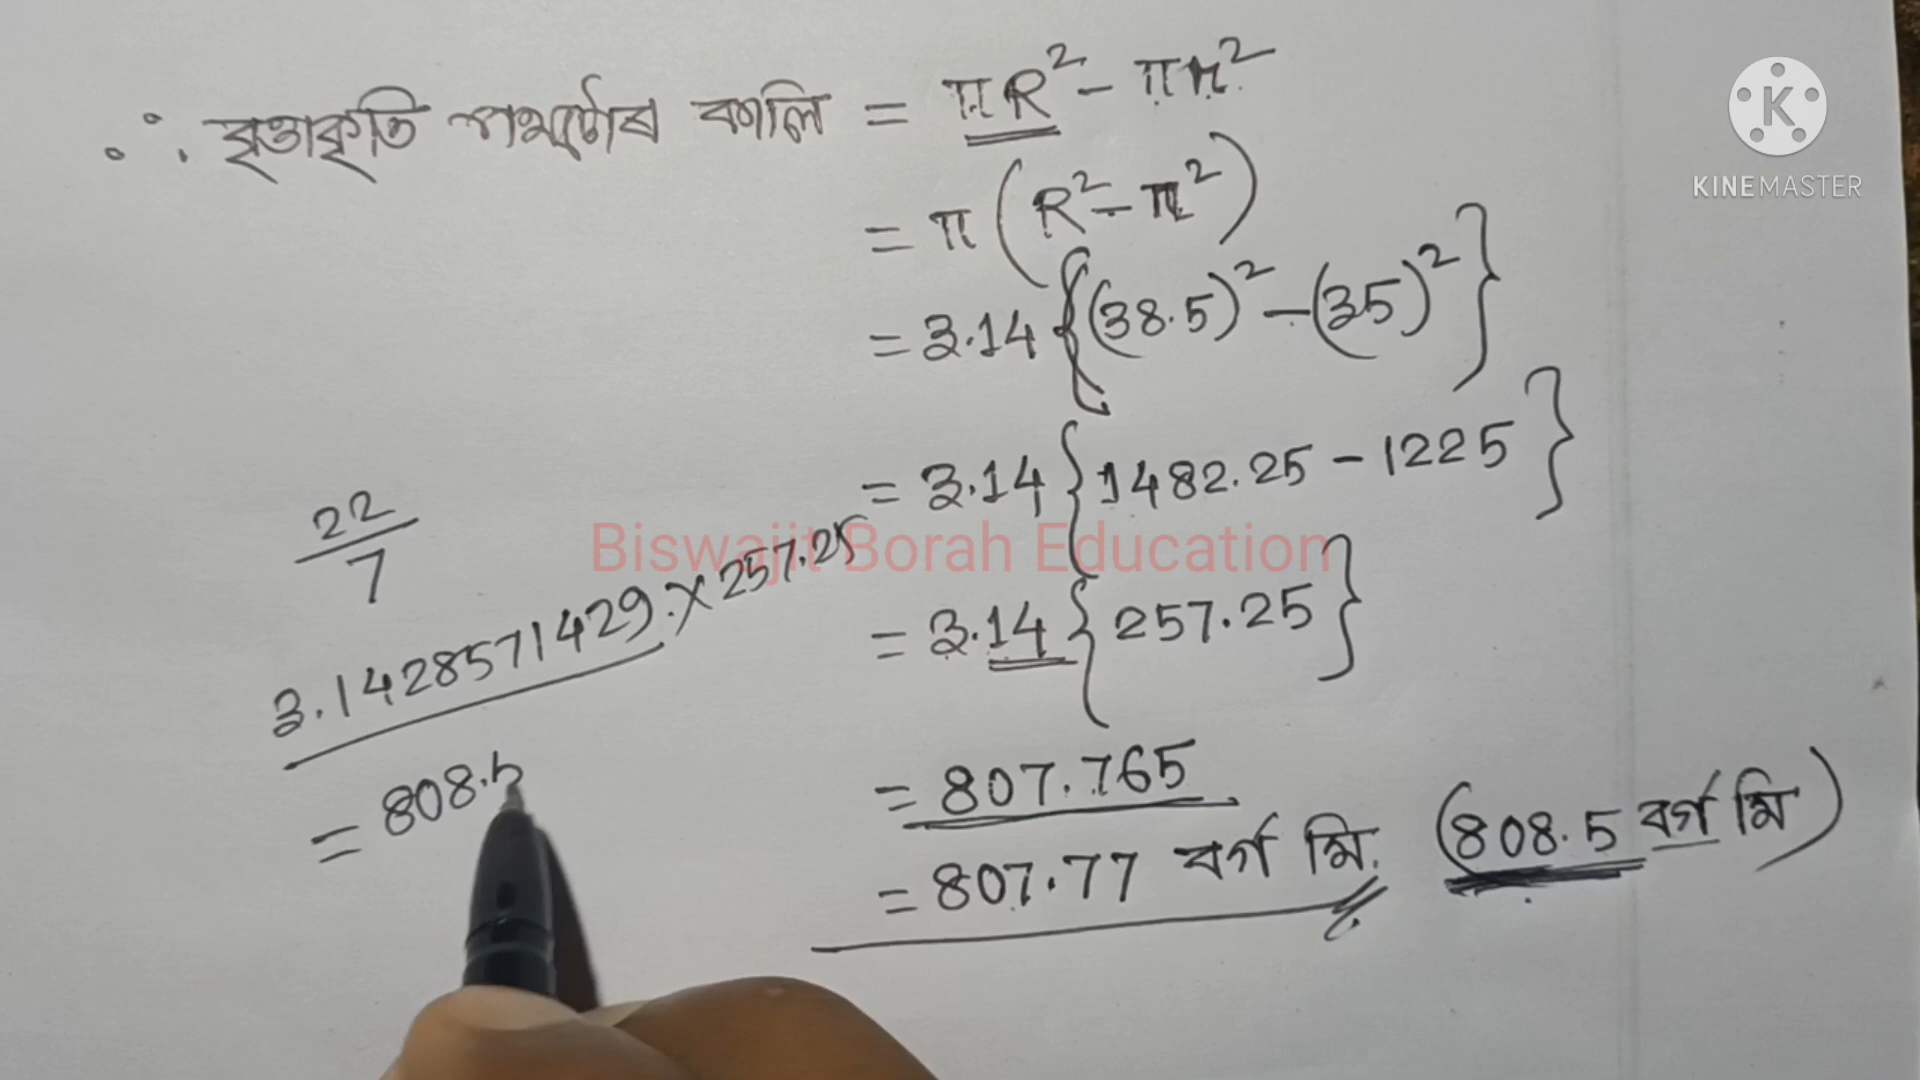 ∴ বৃত্তাকৃতি পথটোৰ কালি = πR² - πr²
= π(R² - r²)
= 3.14{(38.5)² - (35)²}
= 3.14{1482.25 - 1225}
= 3.14{257.25}
= 807.765
= 807.77 বৰ্গ মি. (808.5 বৰ্গ মি)
22/7
3.1428571429 × 257.25
= 808.5
KINEMASTER
Biswajit Borah Education